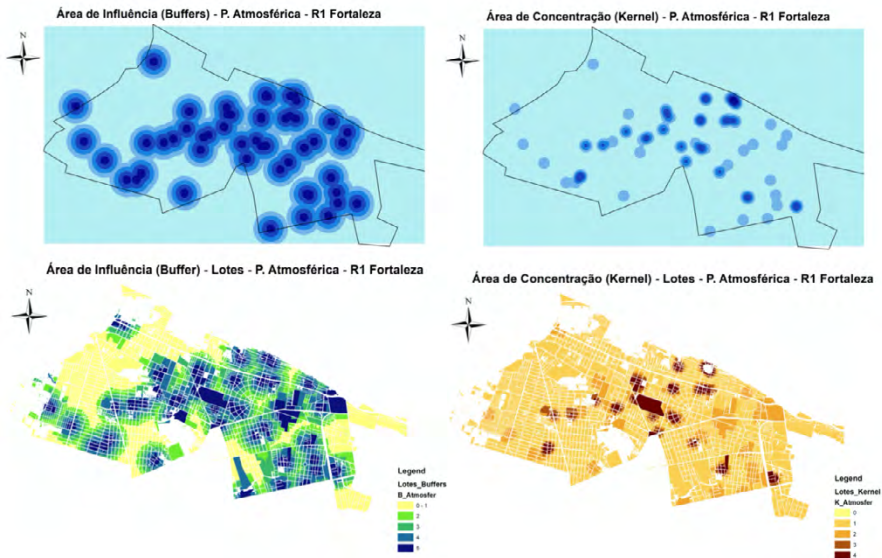 Área de Influência (Buffers) - P. Atmosférica - R1 Fortaleza
N
Área de Concentração (Kernel) - P. Atmosférica - R1 Fortaleza
N
Área de Influência (Buffer) - Lotes - P. Atmosférica - R1 Fortaleza
N
Legend
Lotes_Buffers
B_Atmosfer
0 - 1
2
3
4
5
Área de Concentração (Kernel) - Lotes - P. Atmosférica - R1 Fortaleza
N
Legend
Lotes_Kernel
K_Atmosfer
0
1
2
3
4